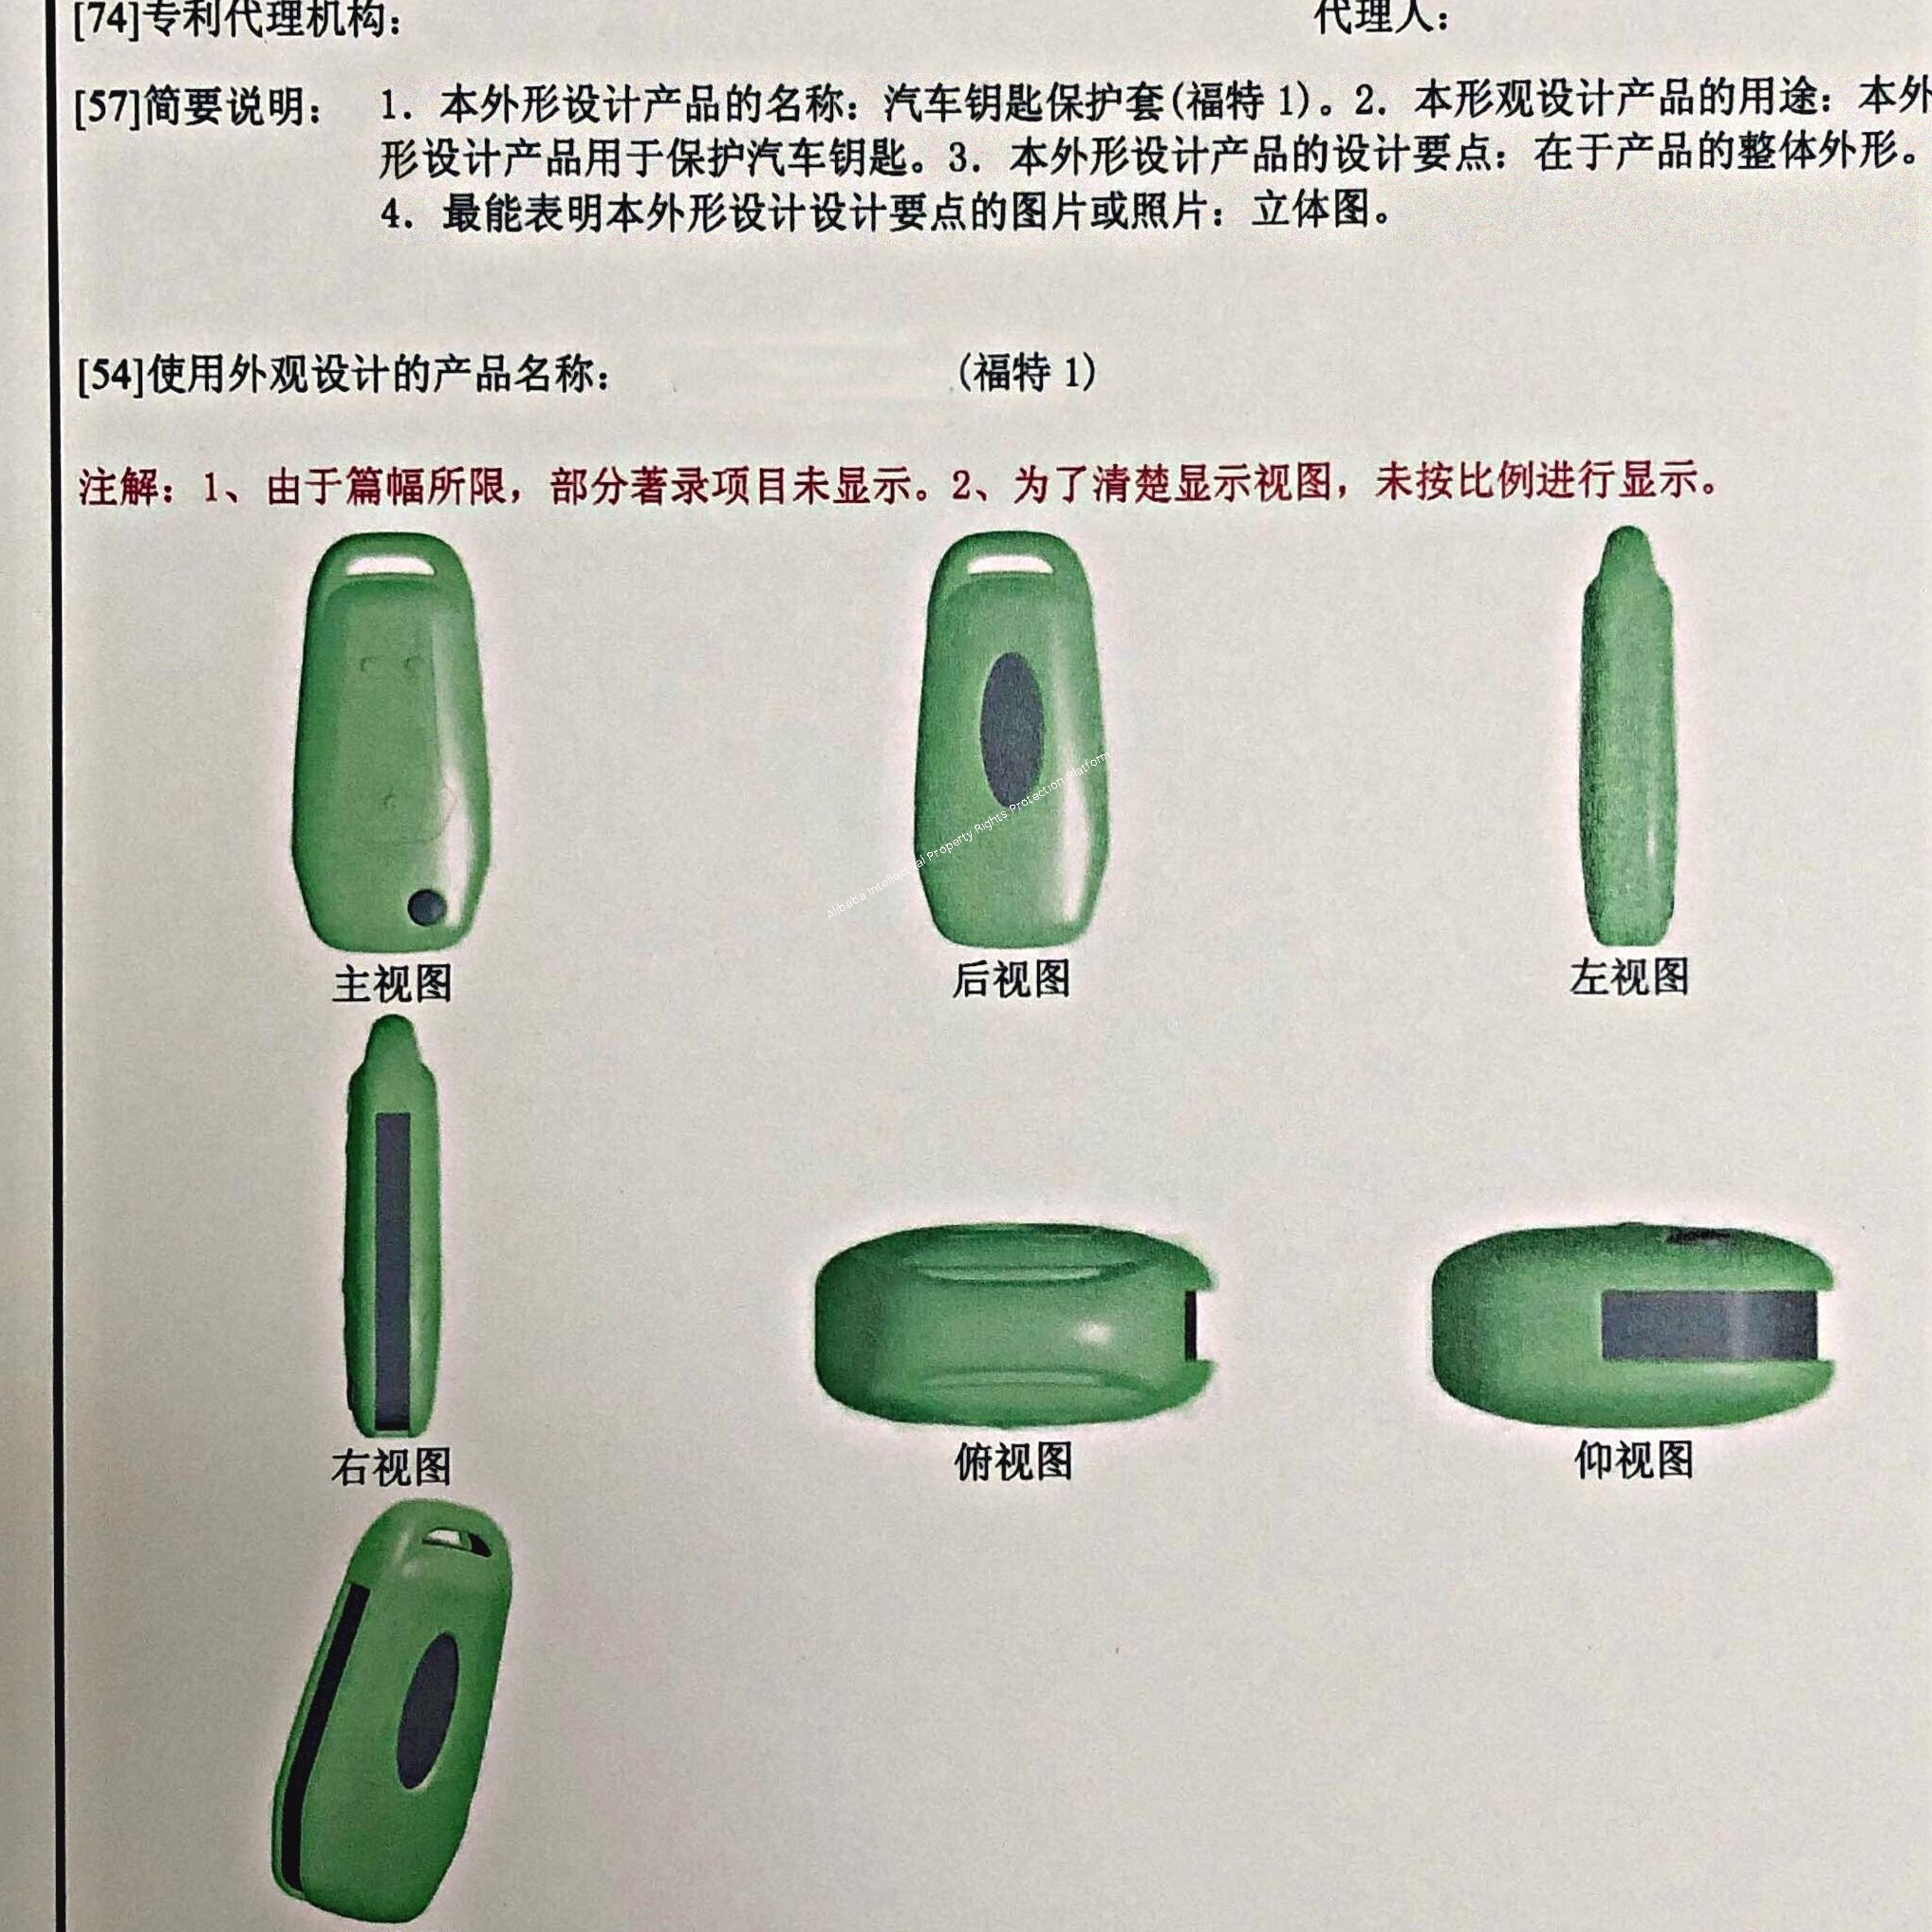 [74]专利代理机构： 代理人：
[57]简要说明： 1. 本外形设计产品的名称：汽车钥匙保护套(福特 1)。2. 本形观设计产品的用途：本外
形设计产品用于保护汽车钥匙。3. 本外形设计产品的设计要点：在于产品的整体外形。
4. 最能表明本外形设计设计要点的图片或照片：立体图。
[54]使用外观设计的产品名称： (福特 1)
注解：1、由于篇幅所限，部分著录项目未显示。2、为了清楚显示视图，未按比例进行显示。
Alibaba Intellectual Property Rights Protection Platform
主视图 后视图 左视图
右视图 俯视图 仰视图